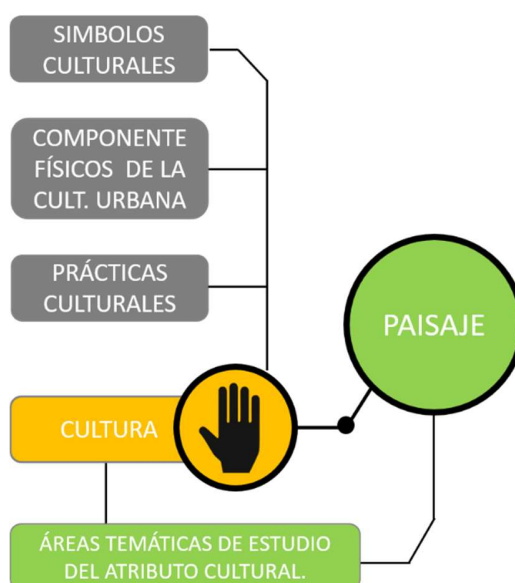 SIMBOLOS
CULTURALES
COMPONENTE
FÍSICOS DE LA
CULT. URBANA
PRÁCTICAS
CULTURALES
PAISAJE
CULTURA
ÁREAS TEMÁTICAS DE ESTUDIO
DEL ATRIBUTO CULTURAL.